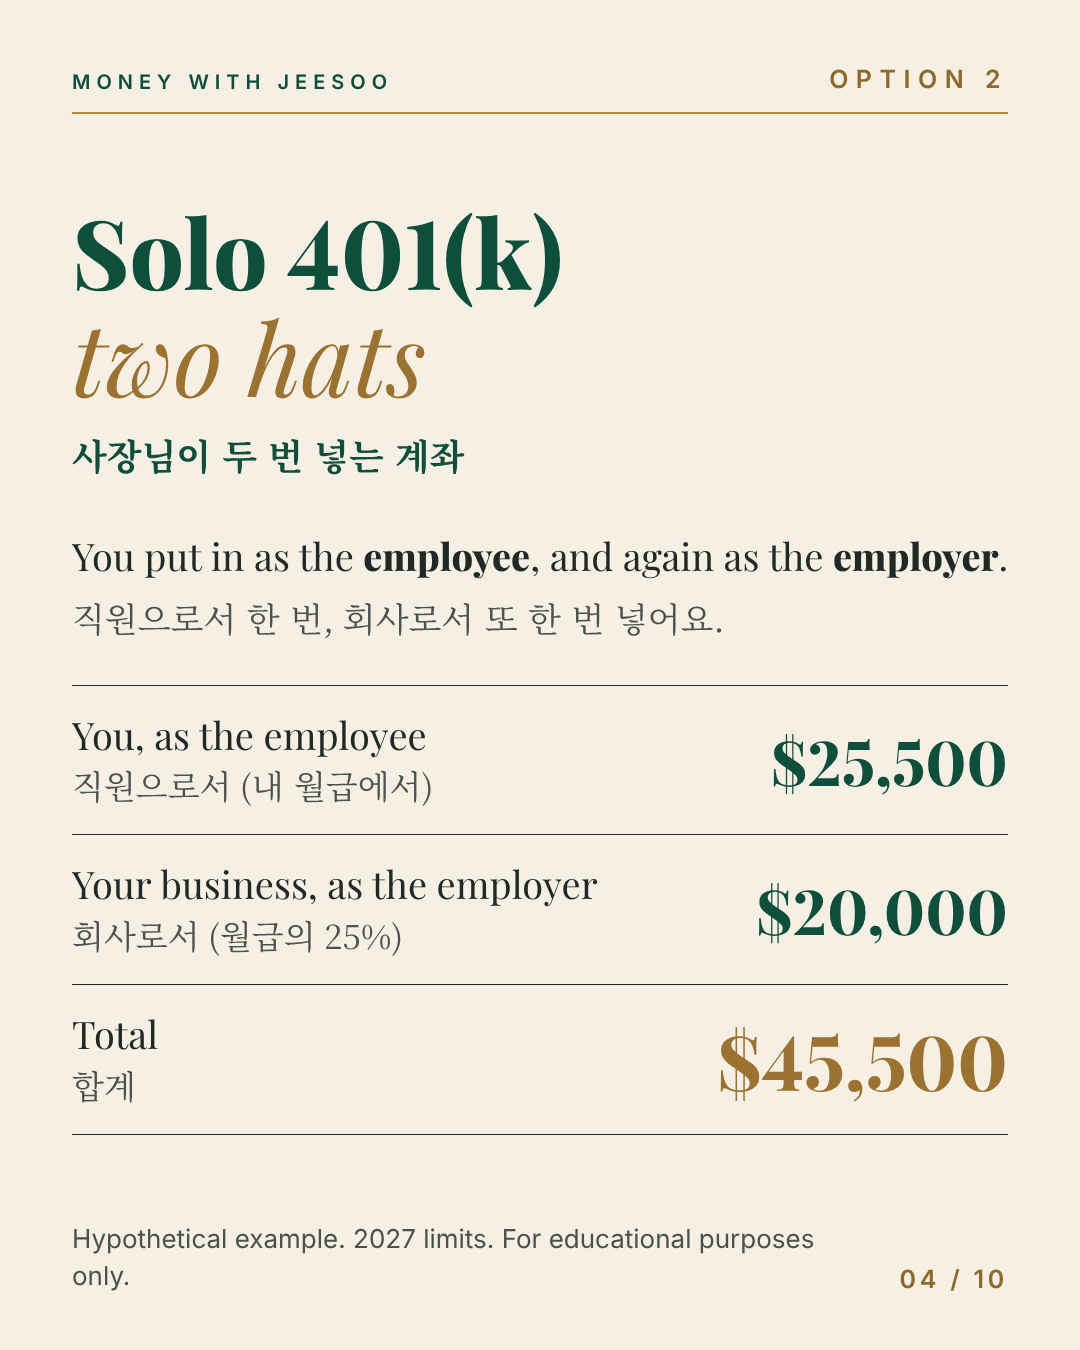 MONEY WITH JEESOO
OPTION 2
Solo 401(k)
two hats
사장님이 두 번 넣는 계좌
You put in as the employee, and again as the employer.
직원으로서 한 번, 회사로서 또 한 번 넣어요.
You, as the employee
직원으로서 (내 월급에서)
$25,500
Your business, as the employer
회사로서 (월급의 25%)
$20,000
Total
합계
$45,500
Hypothetical example. 2027 limits. For educational purposes
only.
04 / 10